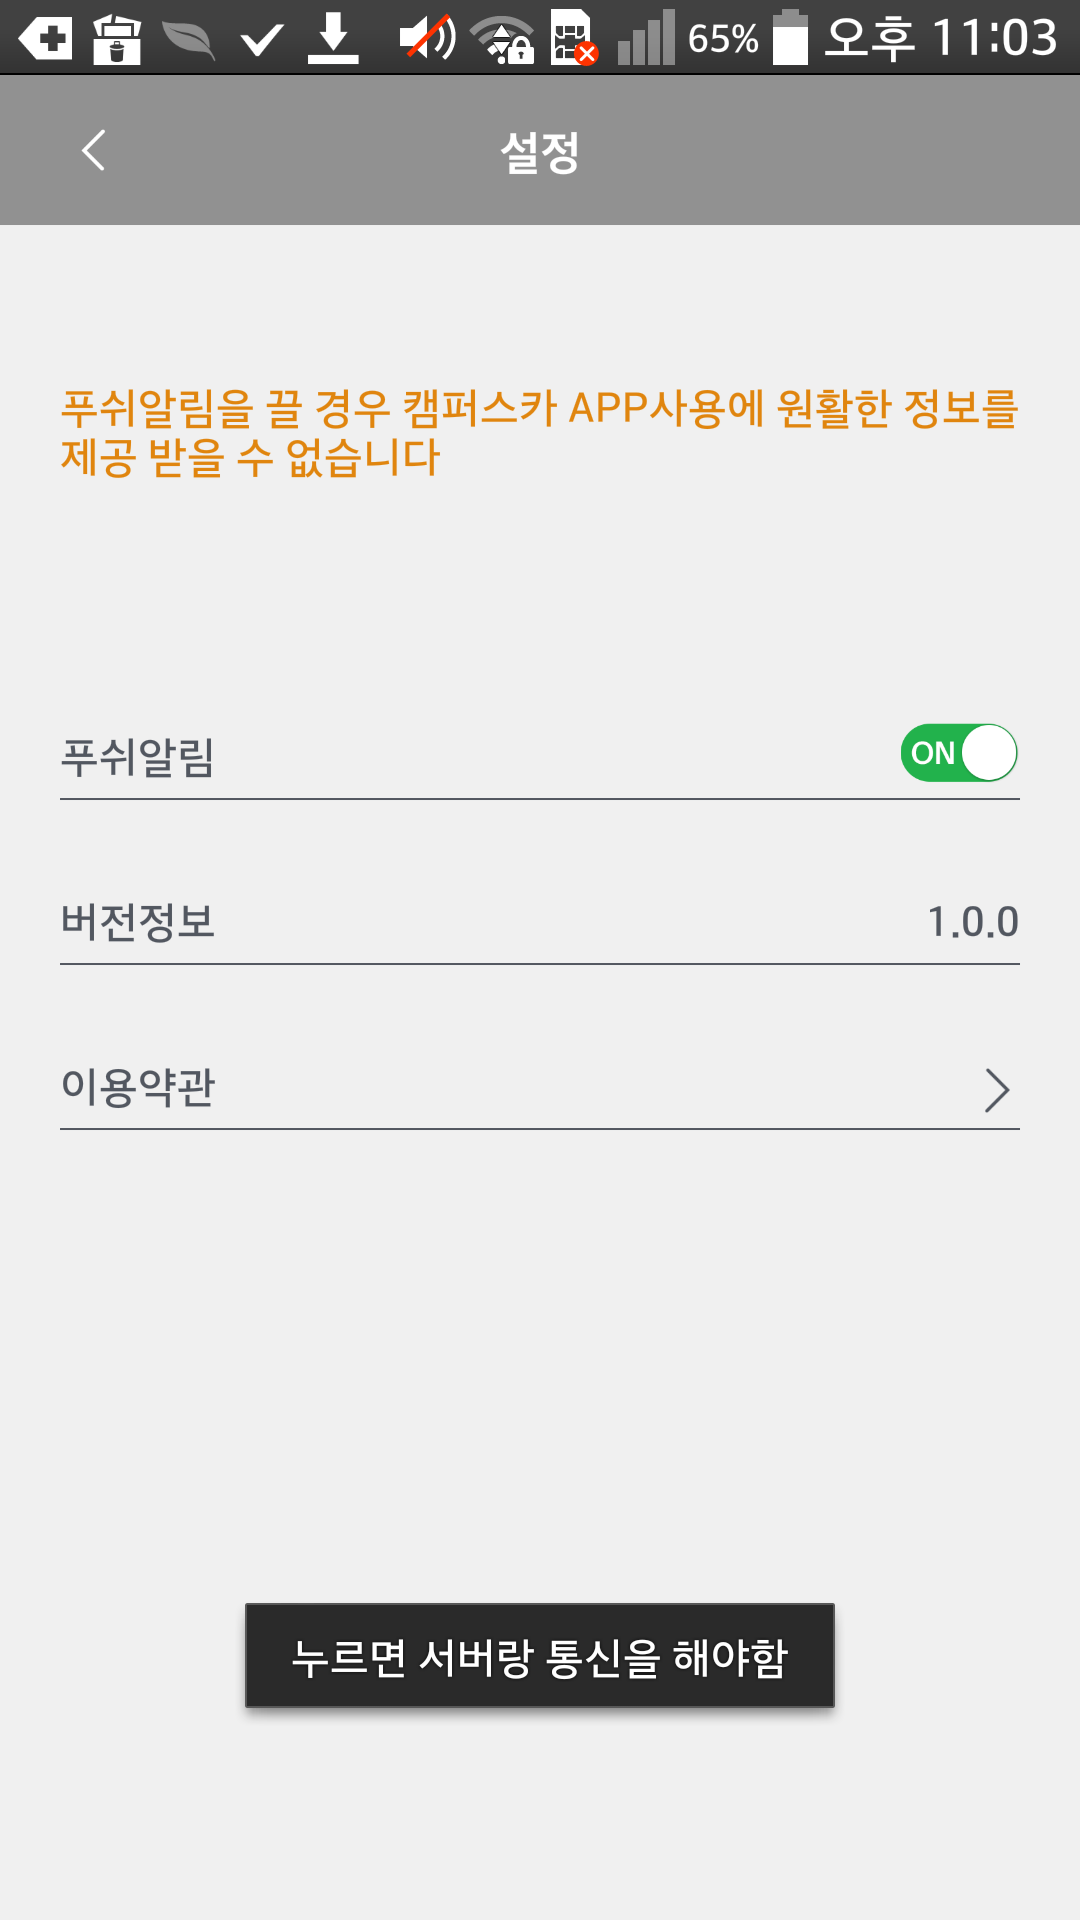 65% 오후 11:03
설정
푸쉬알림을 끌 경우 캠퍼스카 APP사용에 원활한 정보를
제공 받을 수 없습니다
푸쉬알림 ON
버전정보 1.0.0
이용약관
누르면 서버랑 통신을 해야함